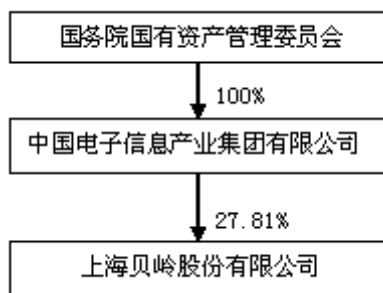 国务院国有资产管理委员会
100%
中国电子信息产业集团有限公司
27.81%
上海贝岭股份有限公司